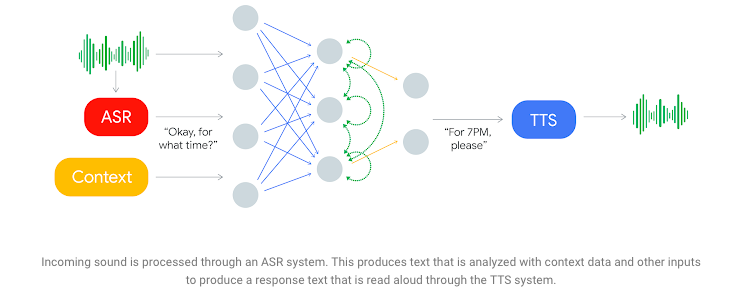 ASR
"Okay, for
what time?"
Context
"For 7PM,
please"
TTS
Incoming sound is processed through an ASR system. This produces text that is analyzed with context data and other inputs
to produce a response text that is read aloud through the TTS system.